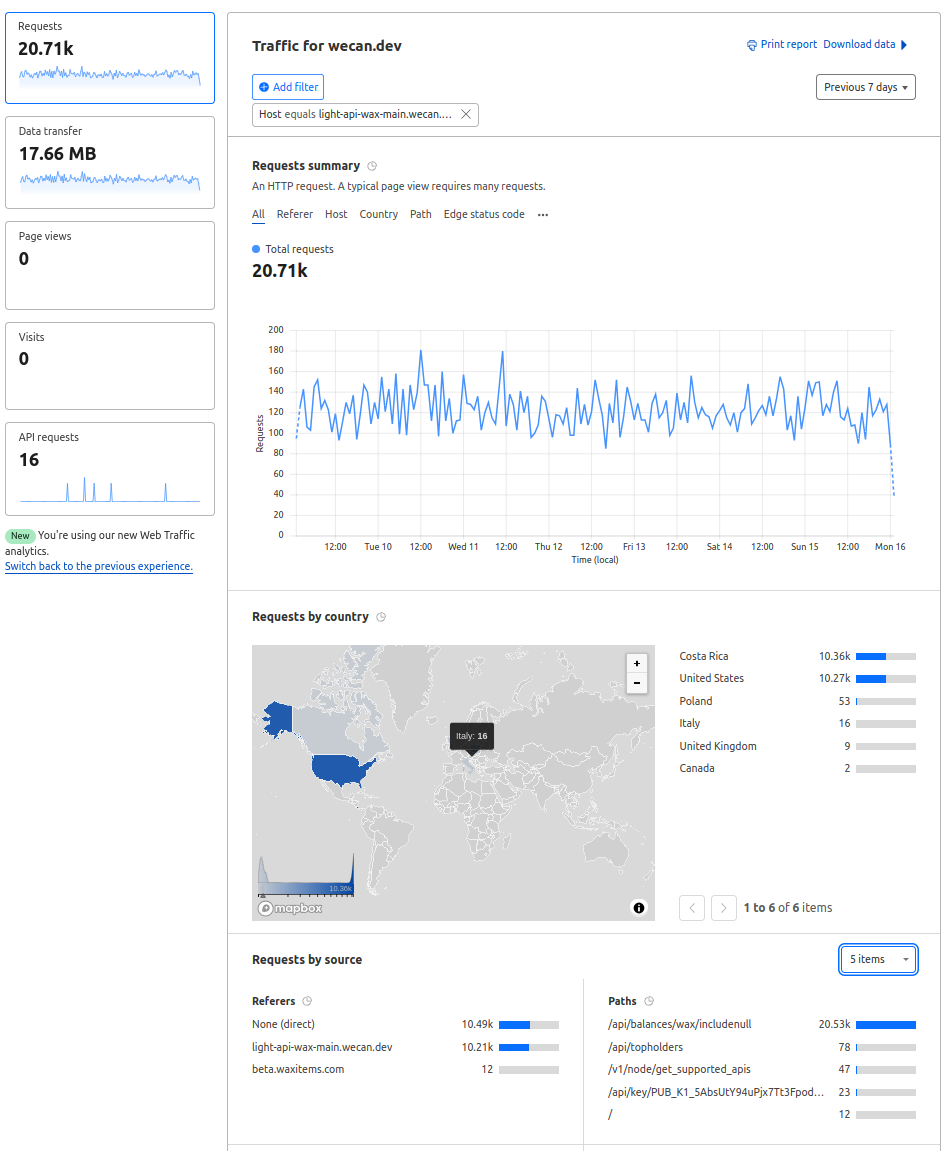 Requests
20.71k
Data transfer
17.66 MB
Page views
0
Visits
0
API requests
16
New You're using our new Web Traffic
analytics.
Switch back to the previous experience.
Traffic for wecan.dev
Print report Download data
Add filter
Previous 7 days
Host equals light-api-wax-main.wecan....
Requests summary
An HTTP request. A typical page view requires many requests.
All Referer Host Country Path Edge status code ...
Total requests
20.71k
200
180
160
140
120
100
80
60
40
20
0
Requests
12:00 Tue 10 12:00 Wed 11 12:00 Thu 12 12:00 Fri 13 12:00 Sat 14 12:00 Sun 15 12:00 Mon 16
Time (local)
Requests by country
+
−
Italy: 16
10.36k
mapbox
Costa Rica 10.36k
United States 10.27k
Poland 53
Italy 16
United Kingdom 9
Canada 2
1 to 6 of 6 items
Requests by source
5 items
Referers
None (direct) 10.49k
light-api-wax-main.wecan.dev 10.21k
beta.waxitems.com 12
Paths
/api/balances/wax/includenull 20.53k
/api/topholders 78
/v1/node/get_supported_apis 47
/api/key/PUB_K1_5AbsUtY94uPjx7Tt3Fpod... 23
/ 12